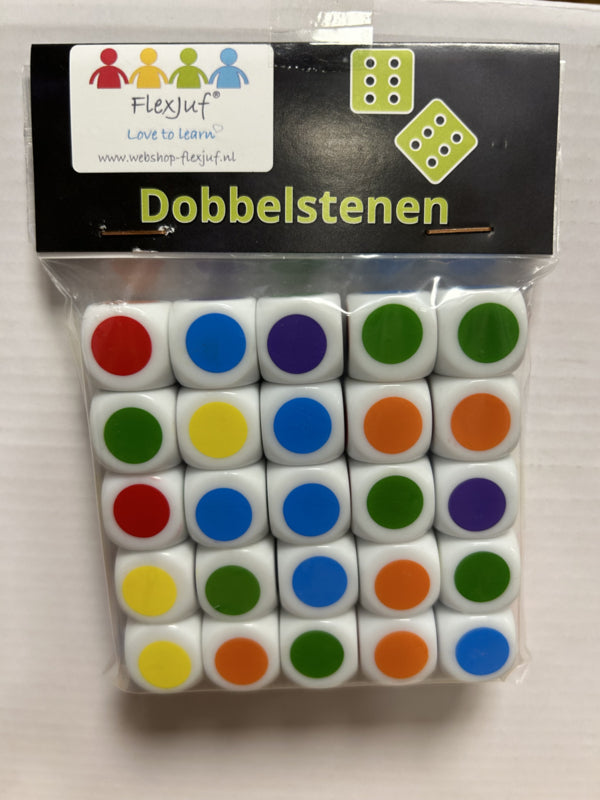 FlexJuf®
Love to learn
www.webshop-flexjuf.nl
Dobbelstenen